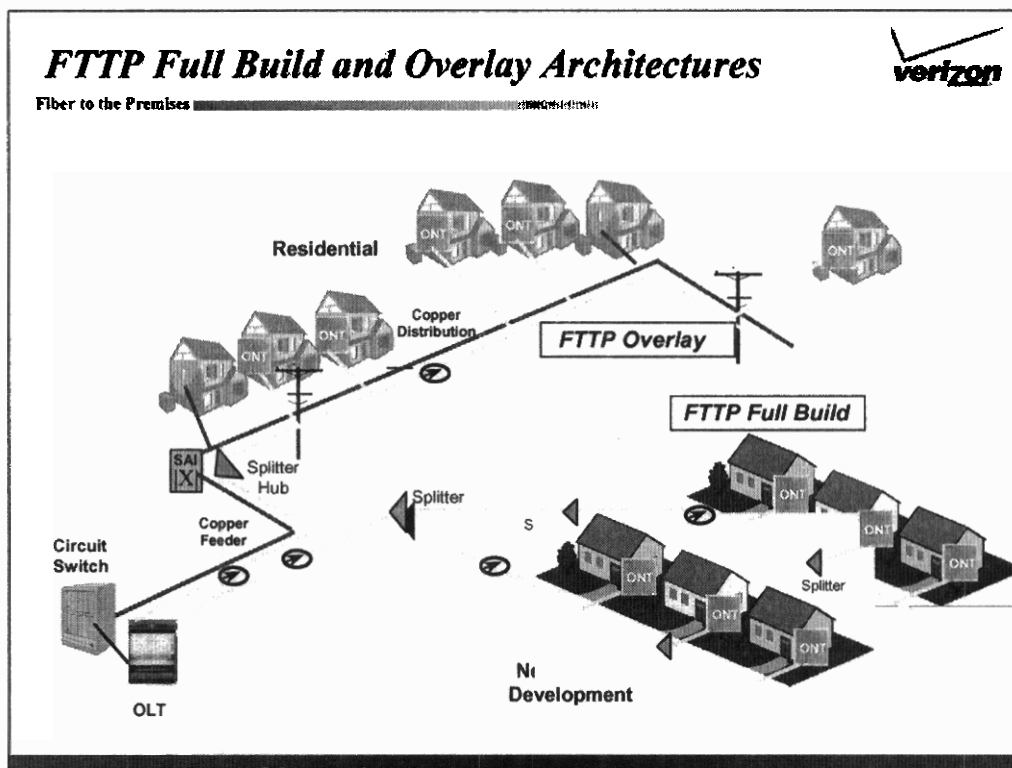 FTTP Full Build and Overlay Architectures
verizon
Fiber to the Premises
Residential
ONT
ONT
ONT
ONT
ONT
Copper
Distribution
FTTP Overlay
FTTP Full Build
SAI
Splitter
Hub
Splitter
S
Copper
Feeder
Circuit
Switch
ONT
ONT
ONT
ONT
ONT
ONT
Splitter
Development
OLT